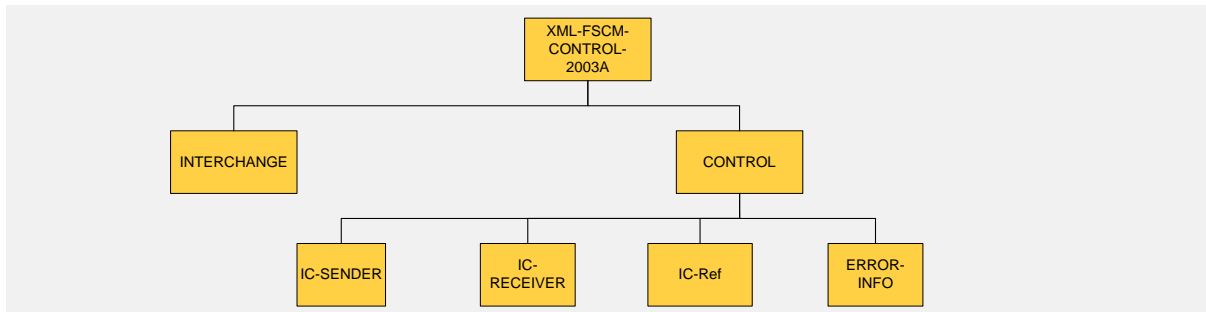 XML-FSCM-
CONTROL-
2003A
INTERCHANGE
CONTROL
IC-SENDER
IC-
RECEIVER
IC-Ref
ERROR-
INFO